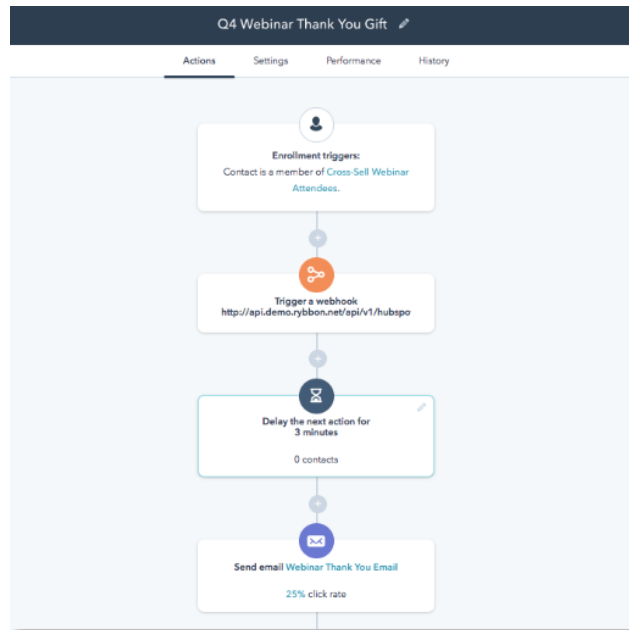 Q4 Webinar Thank You Gift
Actions
Settings
Performance
History
Enrollment triggers:
Contact is a member of Cross-Sell Webinar
Attendees.
Trigger a webhook
http://api.demo.rybbon.net/api/v1/hubspo
Delay the next action for
3 minutes
0 contacts
Send email Webinar Thank You Email
25% click rate